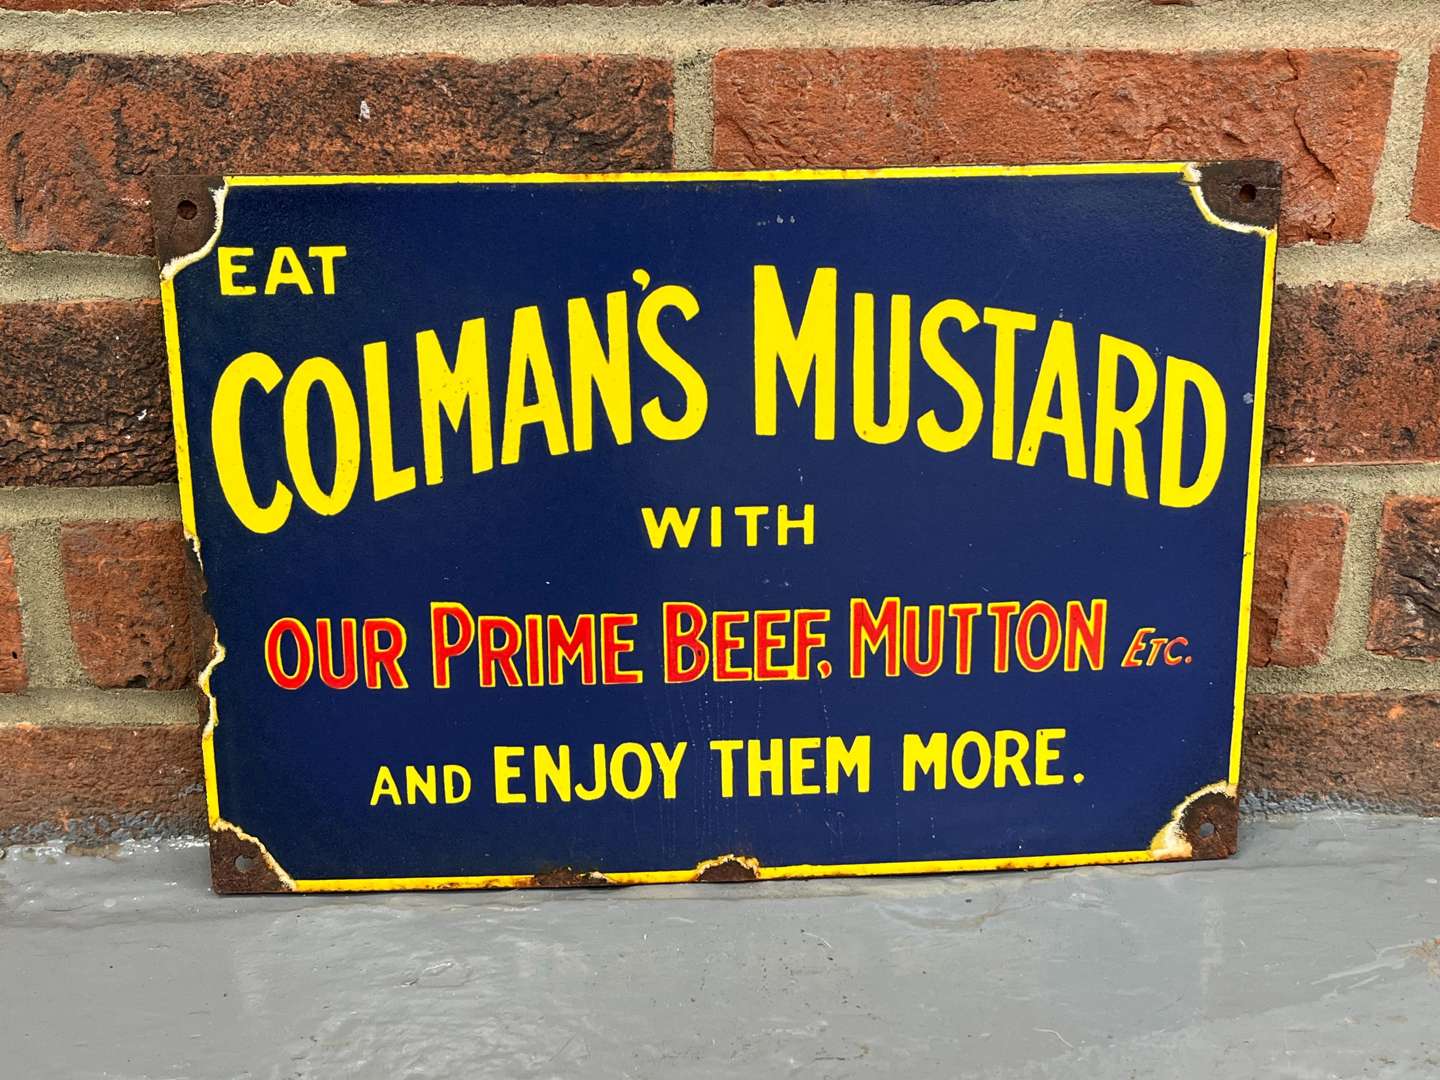 EAT
COLMAN'S MUSTARD
WITH
OUR PRIME BEEF, MUTTON ETC.
AND ENJOY THEM MORE.